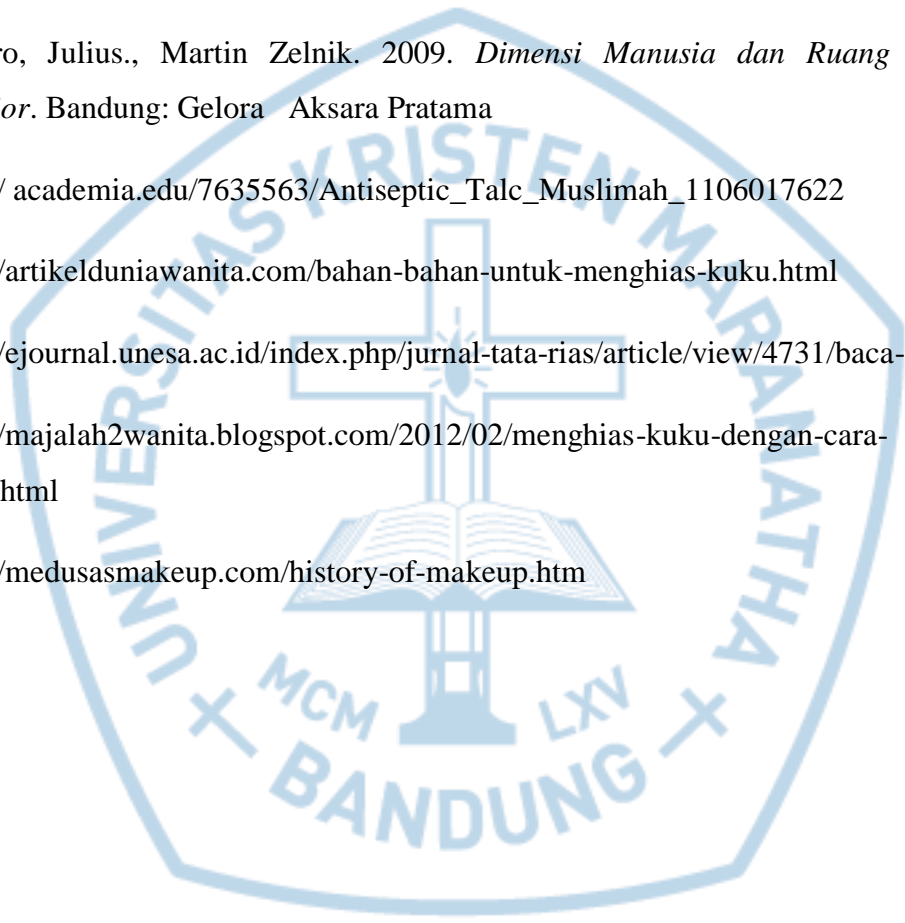 ro, Julius., Martin Zelnik. 2009. Dimensi Manusia dan Ruang
or. Bandung: Gelora Aksara Pratama
/ academia.edu/7635563/Antiseptic_Talc_Muslimah_1106017622
/artikelduniawanita.com/bahan-bahan-untuk-menghias-kuku.html
/ejournal.unesa.ac.id/index.php/jurnal-tata-rias/article/view/4731/baca-
/majalah2wanita.blogspot.com/2012/02/menghias-kuku-dengan-cara-
html
/medusasmakeup.com/history-of-makeup.htm
UNIVERSITAS KRISTEN MARANATHA
MCM LXV
BANDUNG